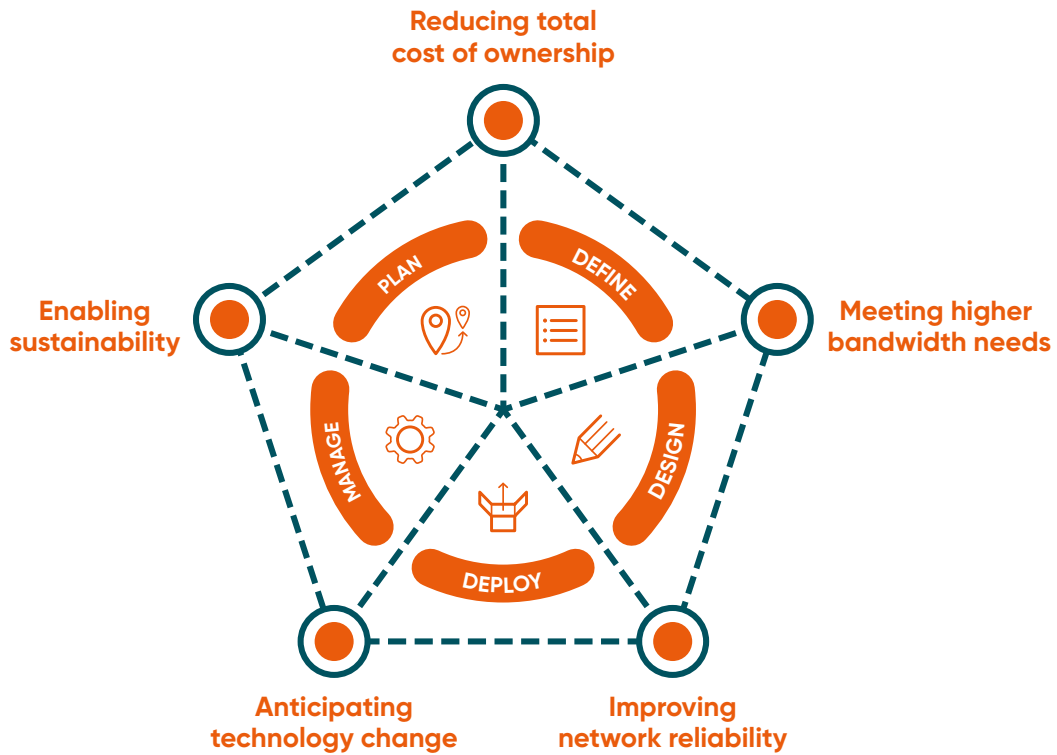 Reducing total
cost of ownership
PLAN
DEFINE
Enabling
sustainability
Meeting higher
bandwidth needs
MANAGE
DESIGN
DEPLOY
Anticipating
technology change
Improving
network reliability